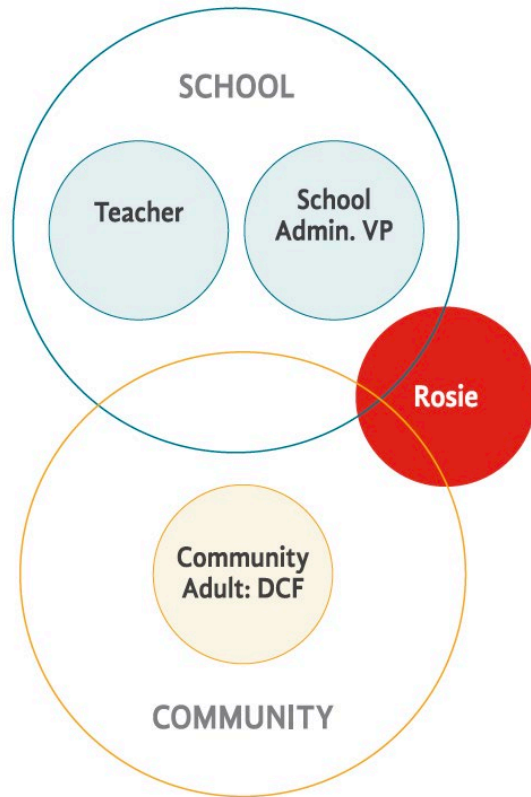 SCHOOL
Teacher
School
Admin. VP
Rosie
Community
Adult: DCF
COMMUNITY